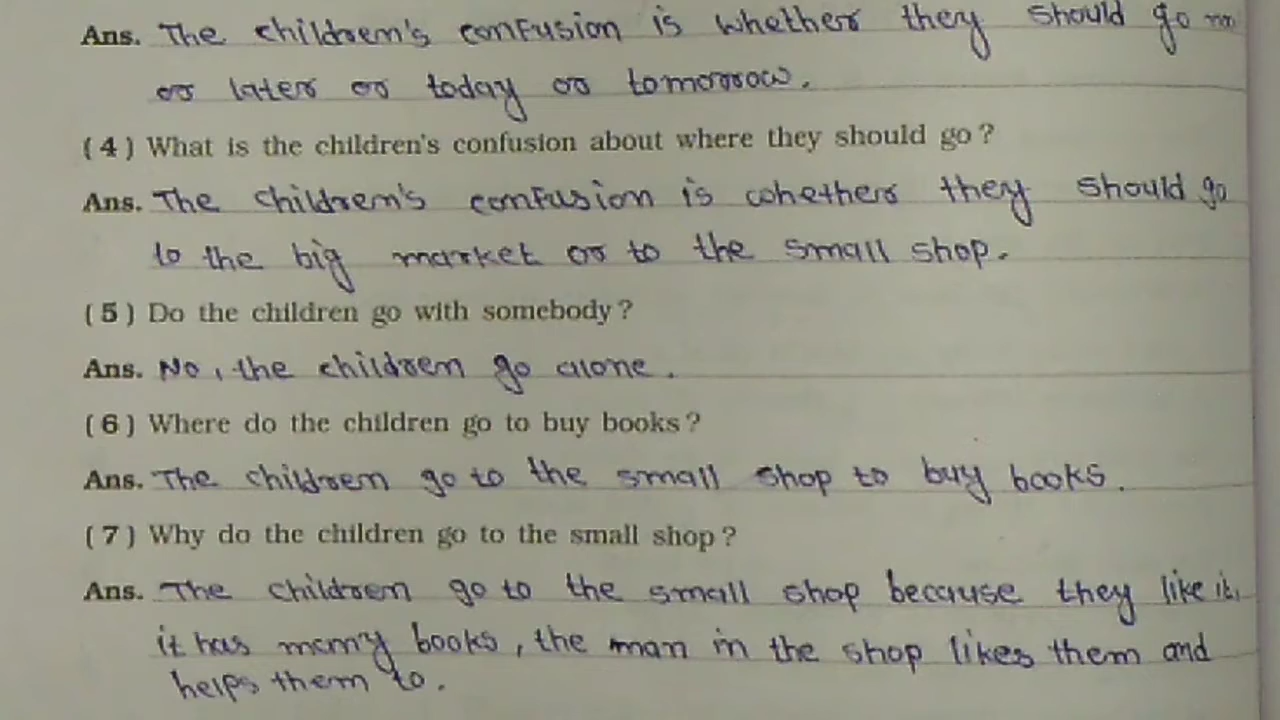 Ans. The children's confusion is whether they should go
or later or today or tomorrow.
(4) What is the children's confusion about where they should go?
Ans. The children's confusion is whether they should go
to the big market or to the small shop.
(5) Do the children go with somebody?
Ans. No, the children go alone.
(6) Where do the children go to buy books?
Ans. The children go to the small shop to buy books.
(7) Why do the children go to the small shop?
Ans. The children go to the small shop because they like it,
it has many books, the man in the shop likes them and
helps them to.